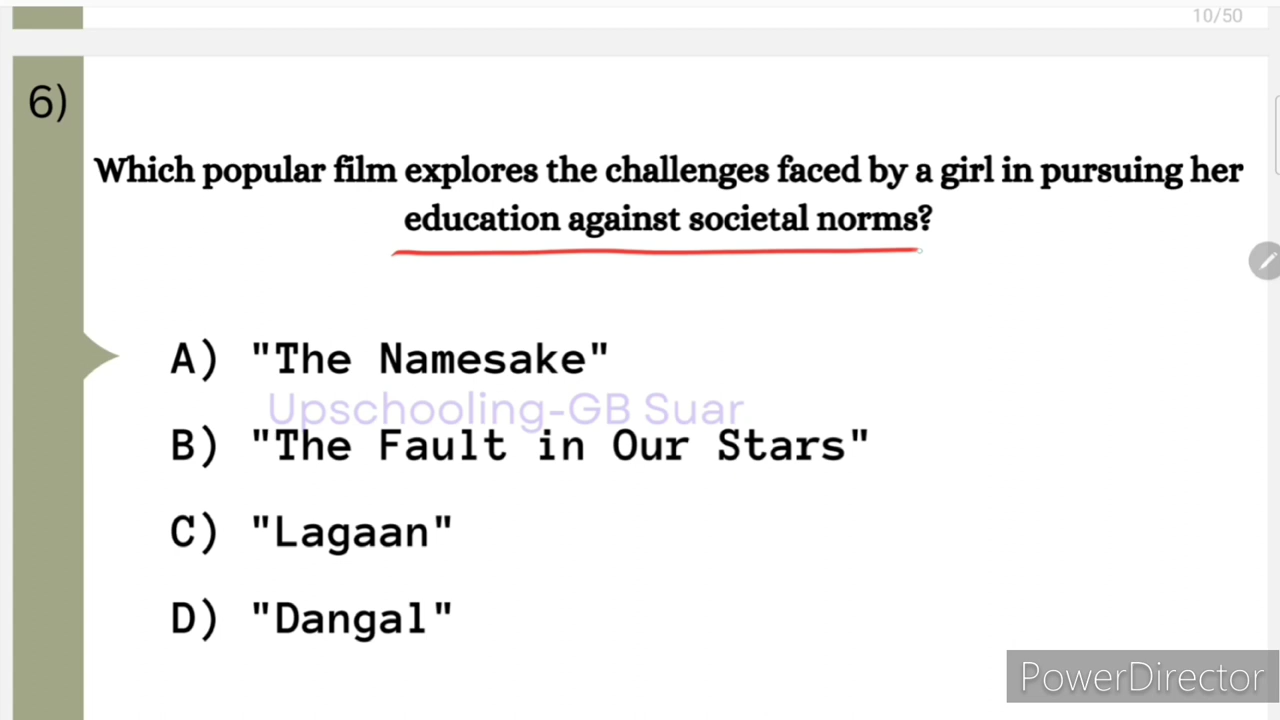 10/50
6)
Which popular film explores the challenges faced by a girl in pursuing her
education against societal norms?
A) "The Namesake"
Upschooling-GB Suar
B) "The Fault in Our Stars"
C) "Lagaan"
D) "Dangal"
PowerDirector